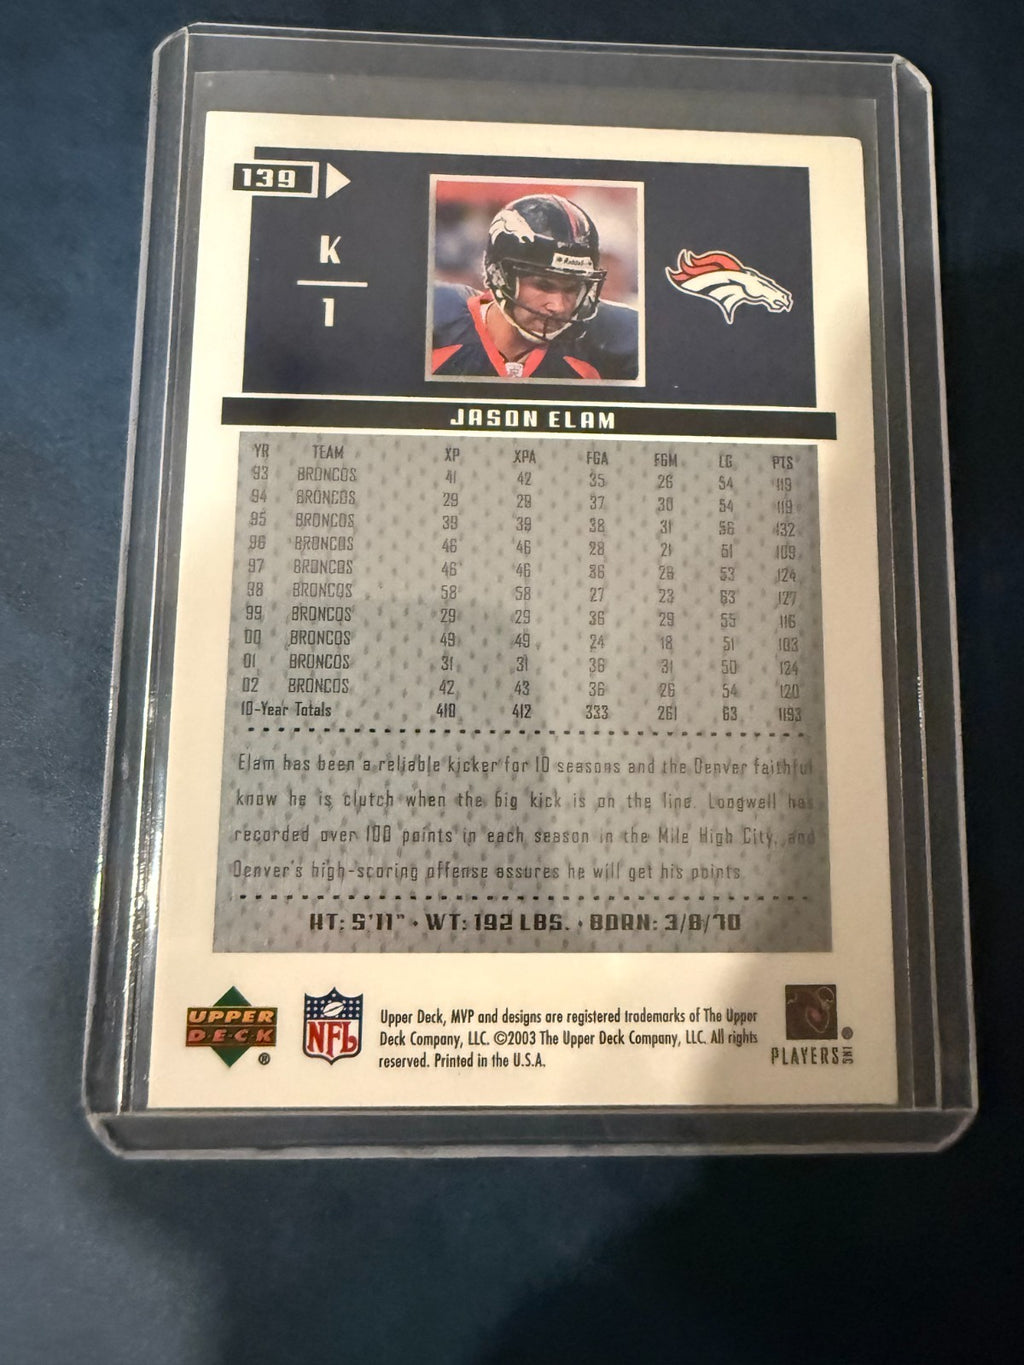 139
K
1
Riddell
JASON ELAM
YR TEAM XP XPA FGA FGM LG PTS
93 BRONCOS 41 42 35 26 54 119
94 BRONCOS 29 29 37 30 54 119
95 BRONCOS 39 39 38 31 56 132
96 BRONCOS 46 46 28 21 51 109
97 BRONCOS 46 46 36 26 53 124
98 BRONCOS 58 58 27 23 63 127
99 BRONCOS 29 29 36 29 55 116
00 BRONCOS 49 49 24 18 51 103
01 BRONCOS 31 31 36 31 50 124
02 BRONCOS 42 43 36 26 54 120
10-Year Totals 410 412 333 261 63 1193
Elam has been a reliable kicker for 10 seasons and the Denver faithful
know he is clutch when the big kick is on the line. Longwell has
recorded over 100 points in each season in the Mile High City, and
Denver's high-scoring offense assures he will get his points.
HT: 5'11" · WT: 192 LBS. · BORN: 3/8/70
UPPER
DECK
®
NFL
Upper Deck, MVP and designs are registered trademarks of The Upper
Deck Company, LLC. ©2003 The Upper Deck Company, LLC. All rights
reserved. Printed in the U.S.A.
PLAYERS INC
®